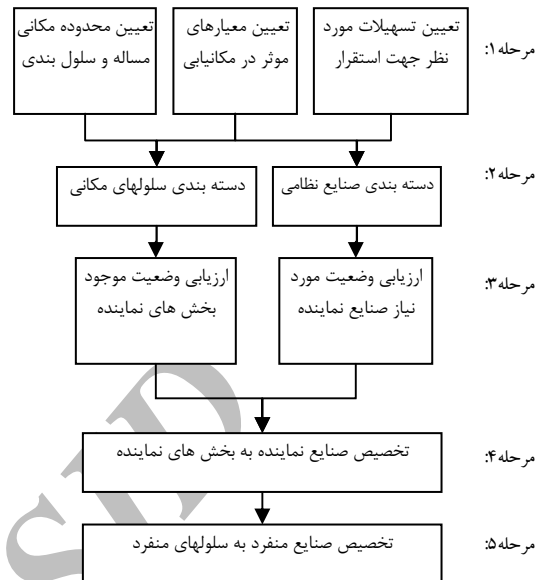 مرحله۱:
تعیین تسهیلات مورد
نظر جهت استقرار
تعیین معیارهای
موثر در مکانیابی
تعیین محدوده مکانی
مساله و سلول بندی
مرحله۲:
دسته بندی صنایع نظامی
دسته بندی سلولهای مکانی
مرحله۳:
ارزیابی وضعیت مورد
نیاز صنایع نماینده
ارزیابی وضعیت موجود
بخش های نماینده
مرحله۴:
تخصیص صنایع نماینده به بخش های نماینده
مرحله۵:
تخصیص صنایع منفرد به سلولهای منفرد
SID